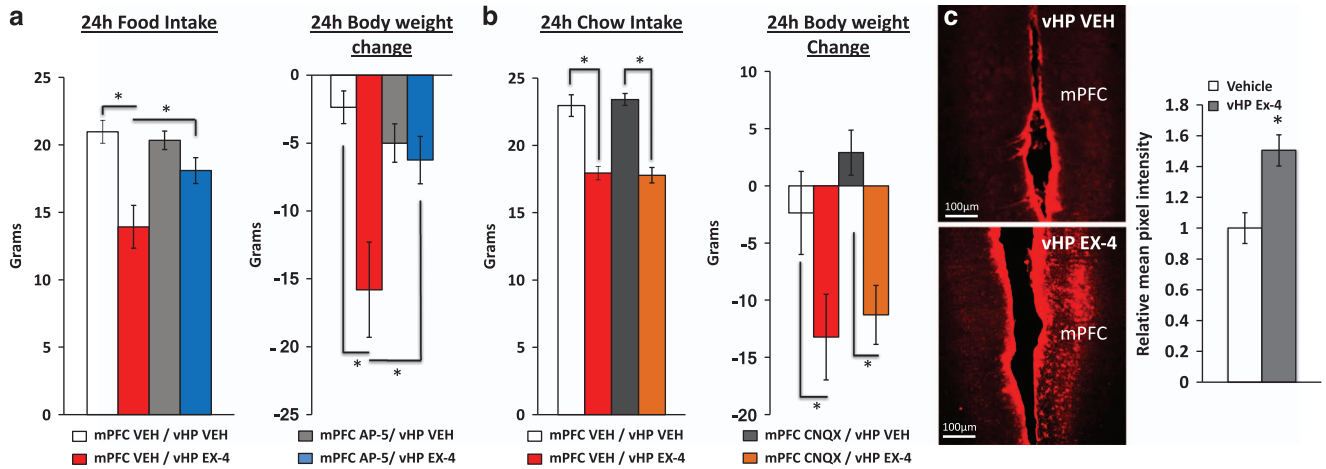 a
24h Food Intake
25
20
15
10
5
0
Grams
*
*
24h Body weight
change
0
-5
-10
-15
-20
-25
Grams
*
*
mPFC VEH / vHP VEH
mPFC VEH / vHP EX-4
mPFC AP-5/ vHP VEH
mPFC AP-5/ vHP EX-4
b
24h Chow Intake
25
20
15
10
5
0
Grams
*
*
24h Body weight
Change
10
5
0
-5
-10
-15
-20
Grams
*
*
mPFC VEH / vHP VEH
mPFC VEH / vHP EX-4
mPFC CNQX / vHP VEH
mPFC CNQX / vHP EX-4
c
vHP VEH
mPFC
100µm
vHP EX-4
mPFC
100µm
Vehicle
vHP Ex-4
Relative mean pixel intensity
1.8
1.6
1.4
1.2
1
0.8
0.6
0.4
0.2
0
*